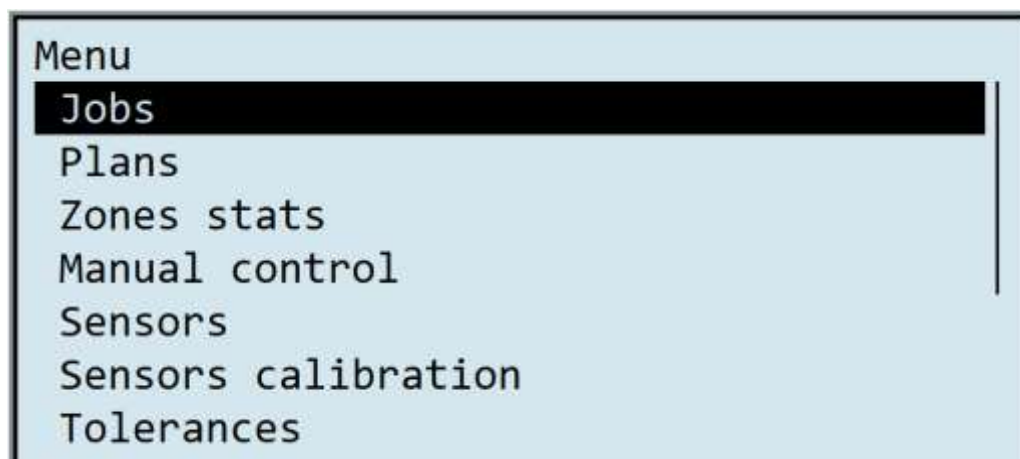 Menu
Jobs
Plans
Zones stats
Manual control
Sensors
Sensors calibration
Tolerances